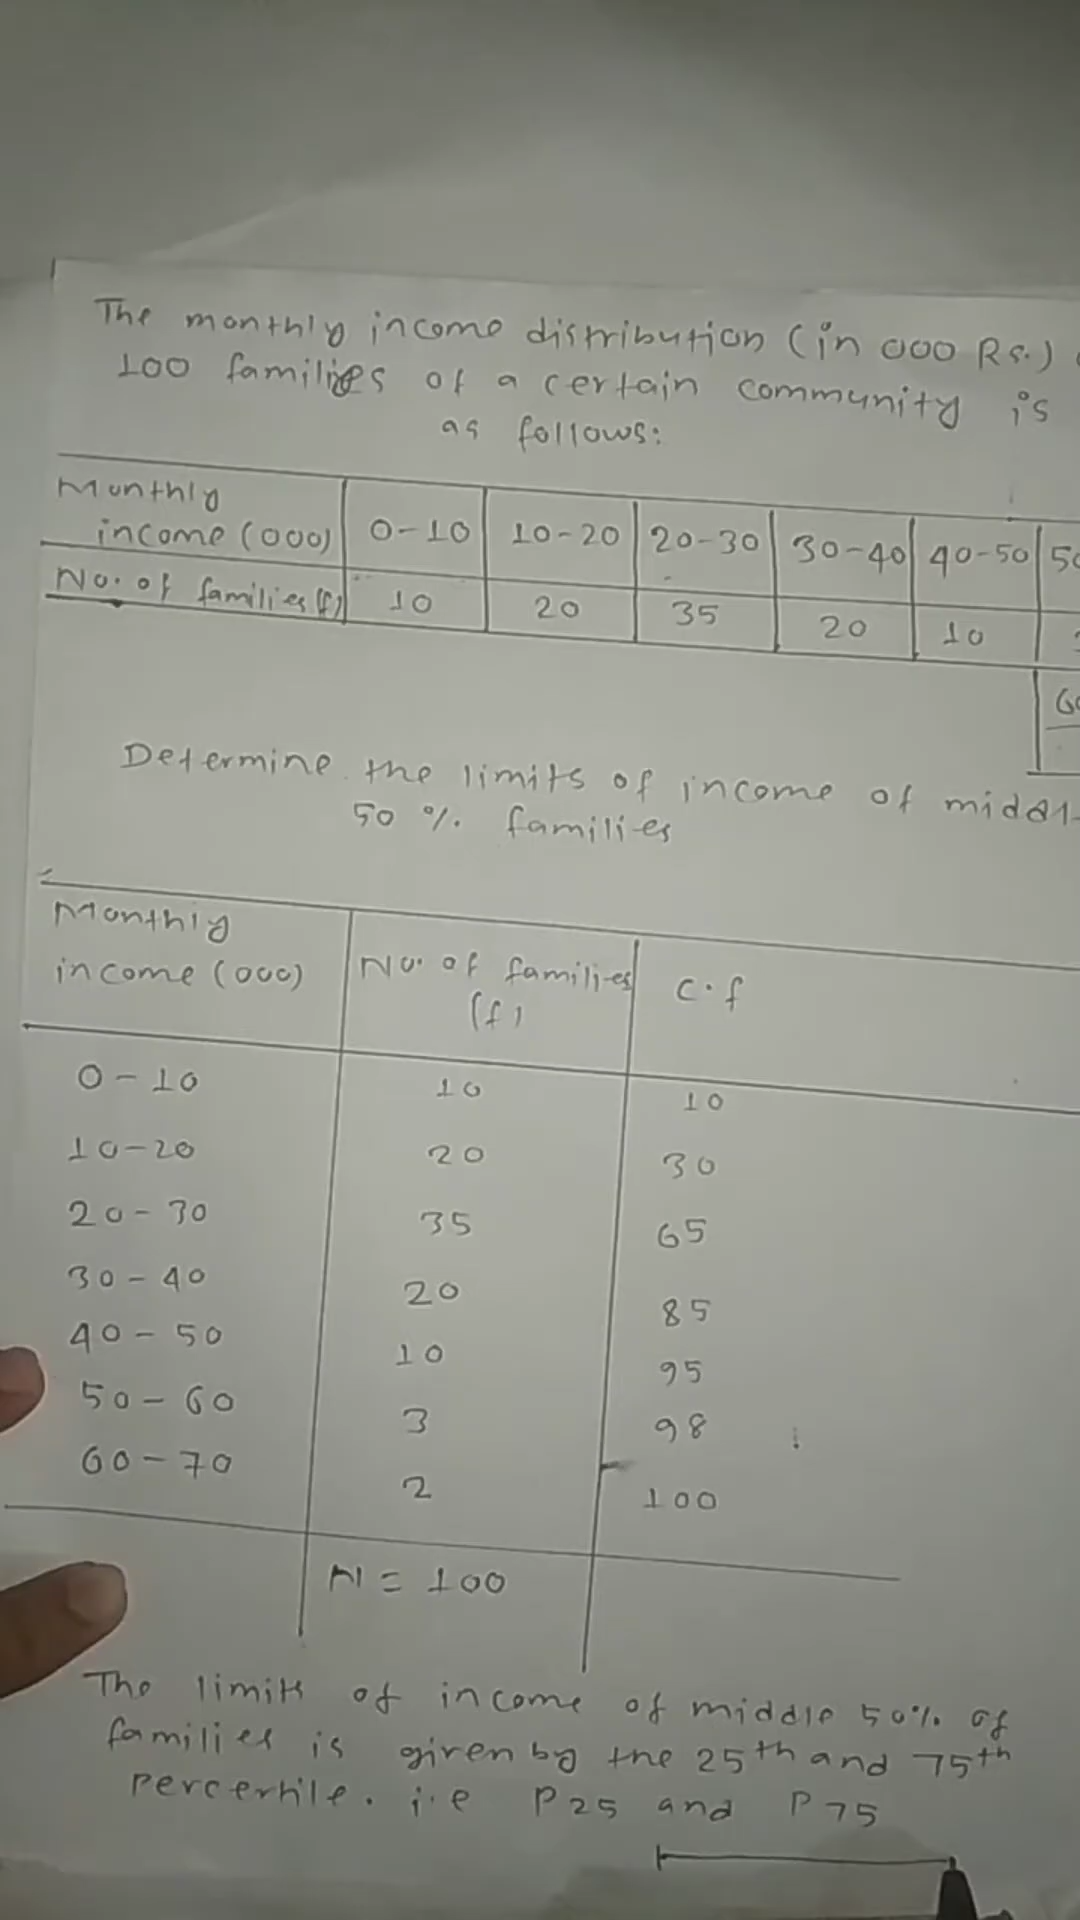 The monthly income distribution (in 000 Rs.)
100 families of a certain community is
as follows:
Monthly
income (000) 0-10 10-20 20-30 30-40 40-50
No. of families (f) 10 20 35 20 10
Determine the limits of income of
50 % families
Monthly
income (000) No. of families (f) c.f
0-10 10 10
10-20 20 30
20-30 35 65
30-40 20 85
40-50 10 95
50-60 3 98
60-70 2 100
N = 100
The limits of income of middle 50% of
families is given by the 25th and 75th
percentile. i.e P25 and P75